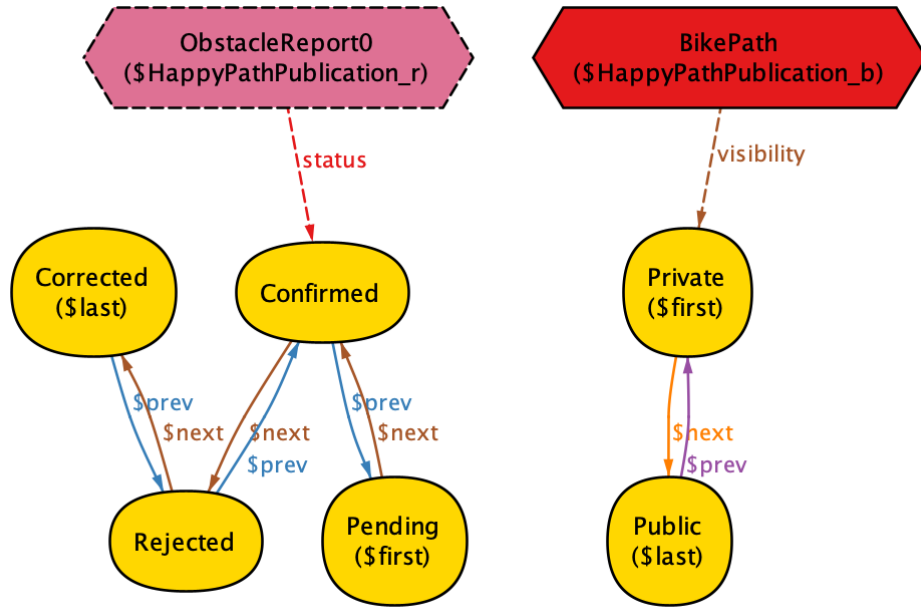 ObstacleReport0
($HappyPathPublication_r)
BikePath
($HappyPathPublication_b)
status
visibility
Corrected
($last)
Confirmed
Private
($first)
$prev
$next
$next
$prev
$prev
$next
$next
$prev
Rejected
Pending
($first)
Public
($last)